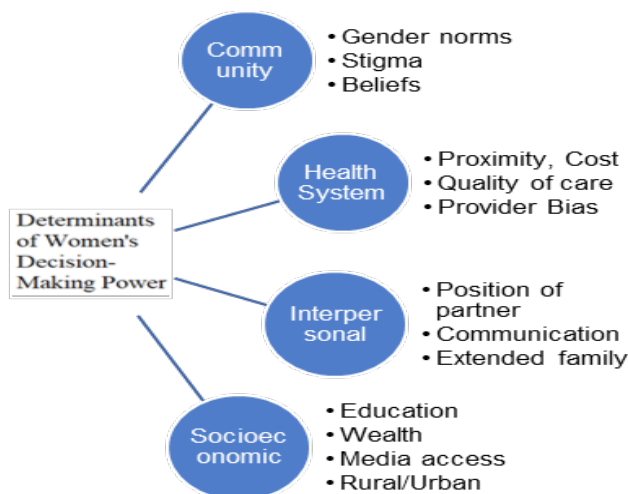 Comm
unity
• Gender norms
• Stigma
• Beliefs
Health
System
• Proximity, Cost
• Quality of care
• Provider Bias
Determinants
of Women's
Decision-
Making Power
Interper
sonal
• Position of
partner
• Communication
• Extended family
Socioec
onomic
• Education
• Wealth
• Media access
• Rural/Urban